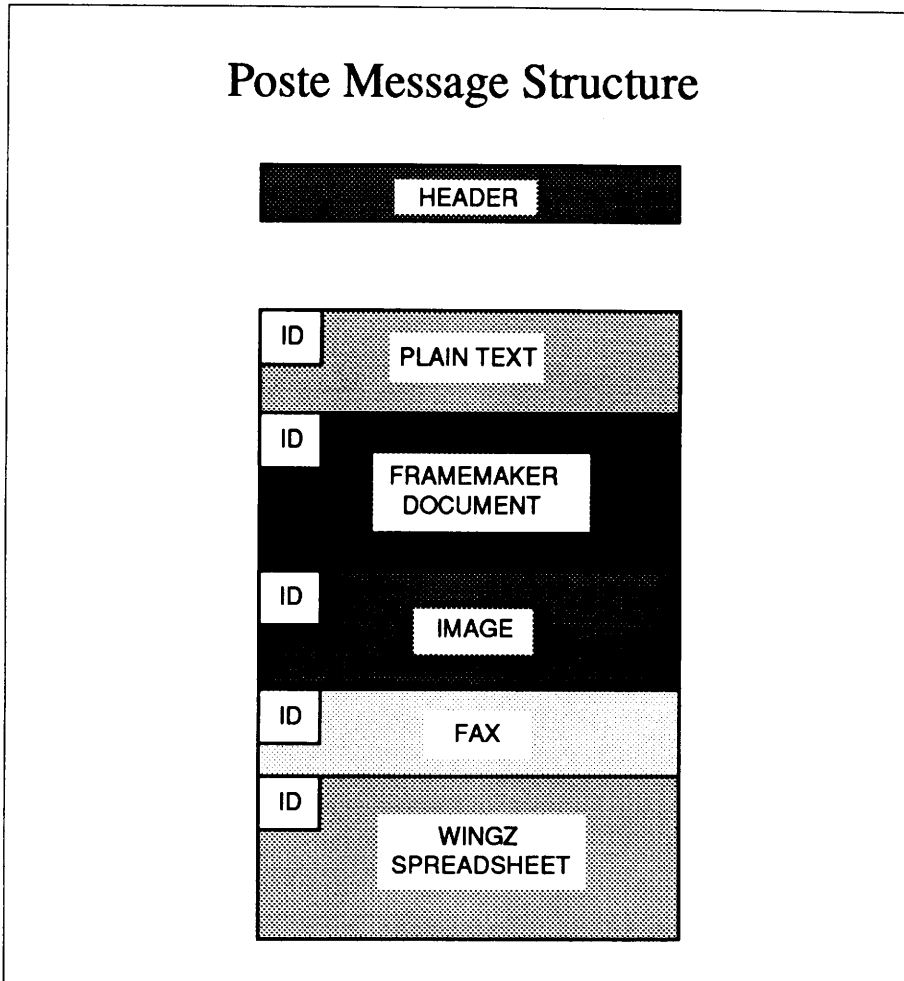 Poste Message Structure
HEADER
ID
PLAIN TEXT
ID
FRAMEMAKER
DOCUMENT
ID
IMAGE
ID
FAX
ID
WINGZ
SPREADSHEET